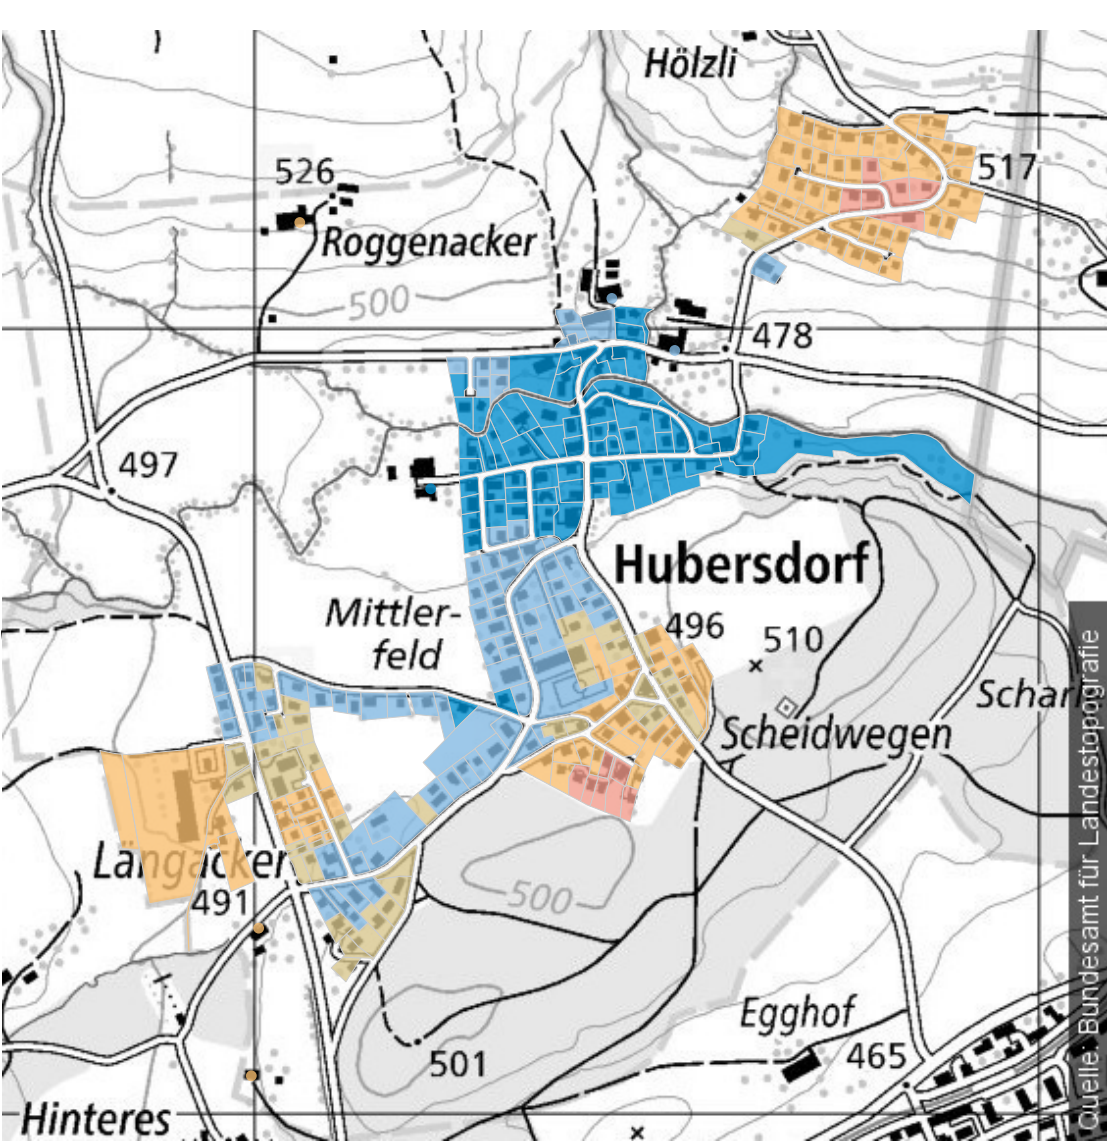 Hölzli
517
526
Roggenacker
500
478
497
Hubersdorf
Mittler-
feld
496
510
Scheidwegen
Langacker
491
500
Egghof
465
501
Hinteres
Quelle: Bundesamt für Landestopografie